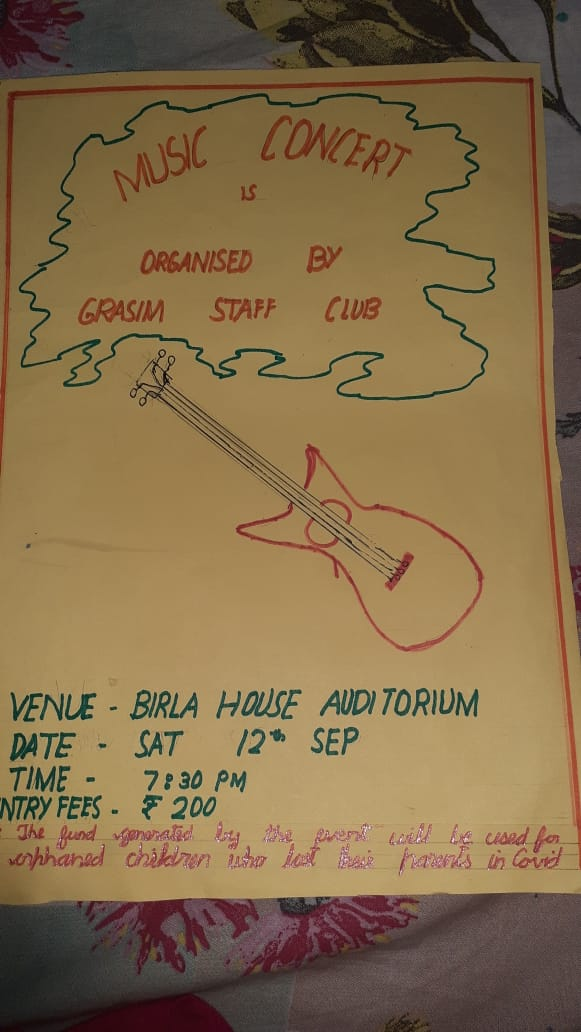 MUSIC CONCERT
IS
ORGANISED BY
GRASIM STAFF CLUB
VENUE - BIRLA HOUSE AUDITORIUM
DATE - SAT 12th SEP
TIME - 7:30 PM
NTRY FEES - ₹ 200
* The fund generated by the event will be used for
orphaned children who lost their parents in Covid